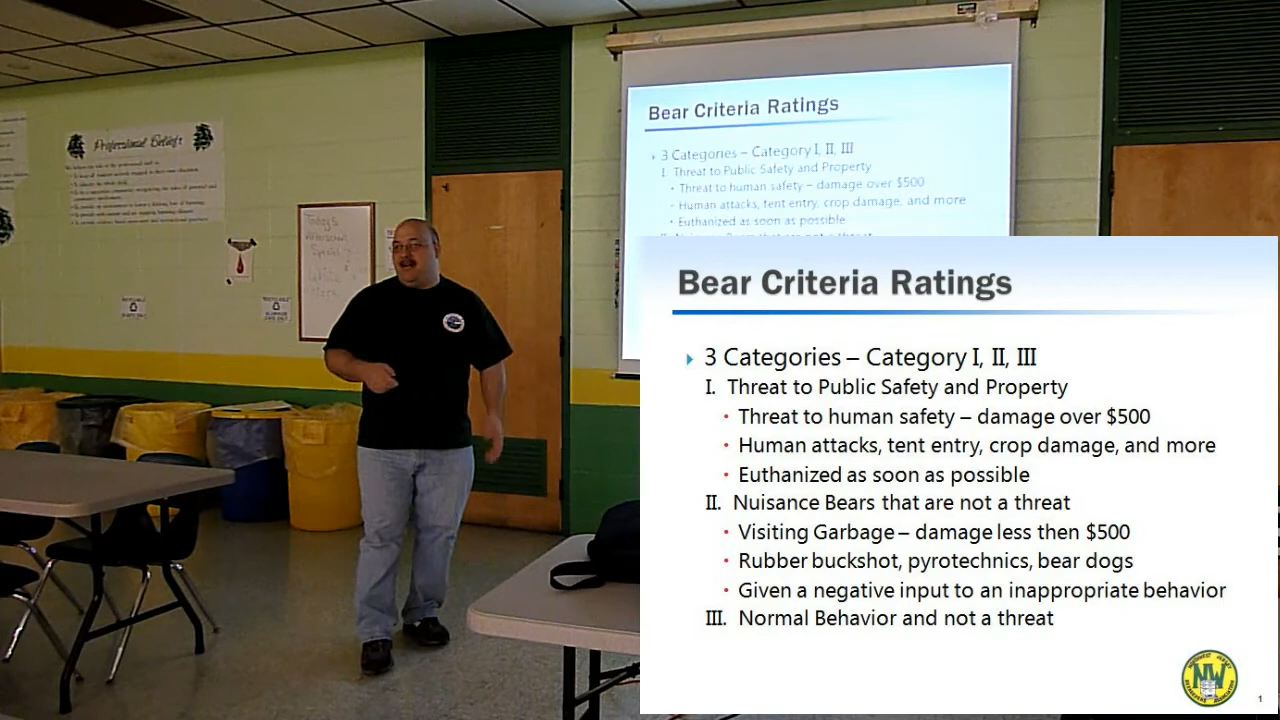 Professional Beliefs
Today's
Afterschool
Special
Bear Criteria Ratings
3 Categories – Category I, II, III
I. Threat to Public Safety and Property
• Threat to human safety – damage over $500
• Human attacks, tent entry, crop damage, and more
• Euthanized as soon as possible
Bear Criteria Ratings
3 Categories – Category I, II, III
I. Threat to Public Safety and Property
• Threat to human safety – damage over $500
• Human attacks, tent entry, crop damage, and more
• Euthanized as soon as possible
II. Nuisance Bears that are not a threat
• Visiting Garbage – damage less then $500
• Rubber buckshot, pyrotechnics, bear dogs
• Given a negative input to an inappropriate behavior
III. Normal Behavior and not a threat
NW
1